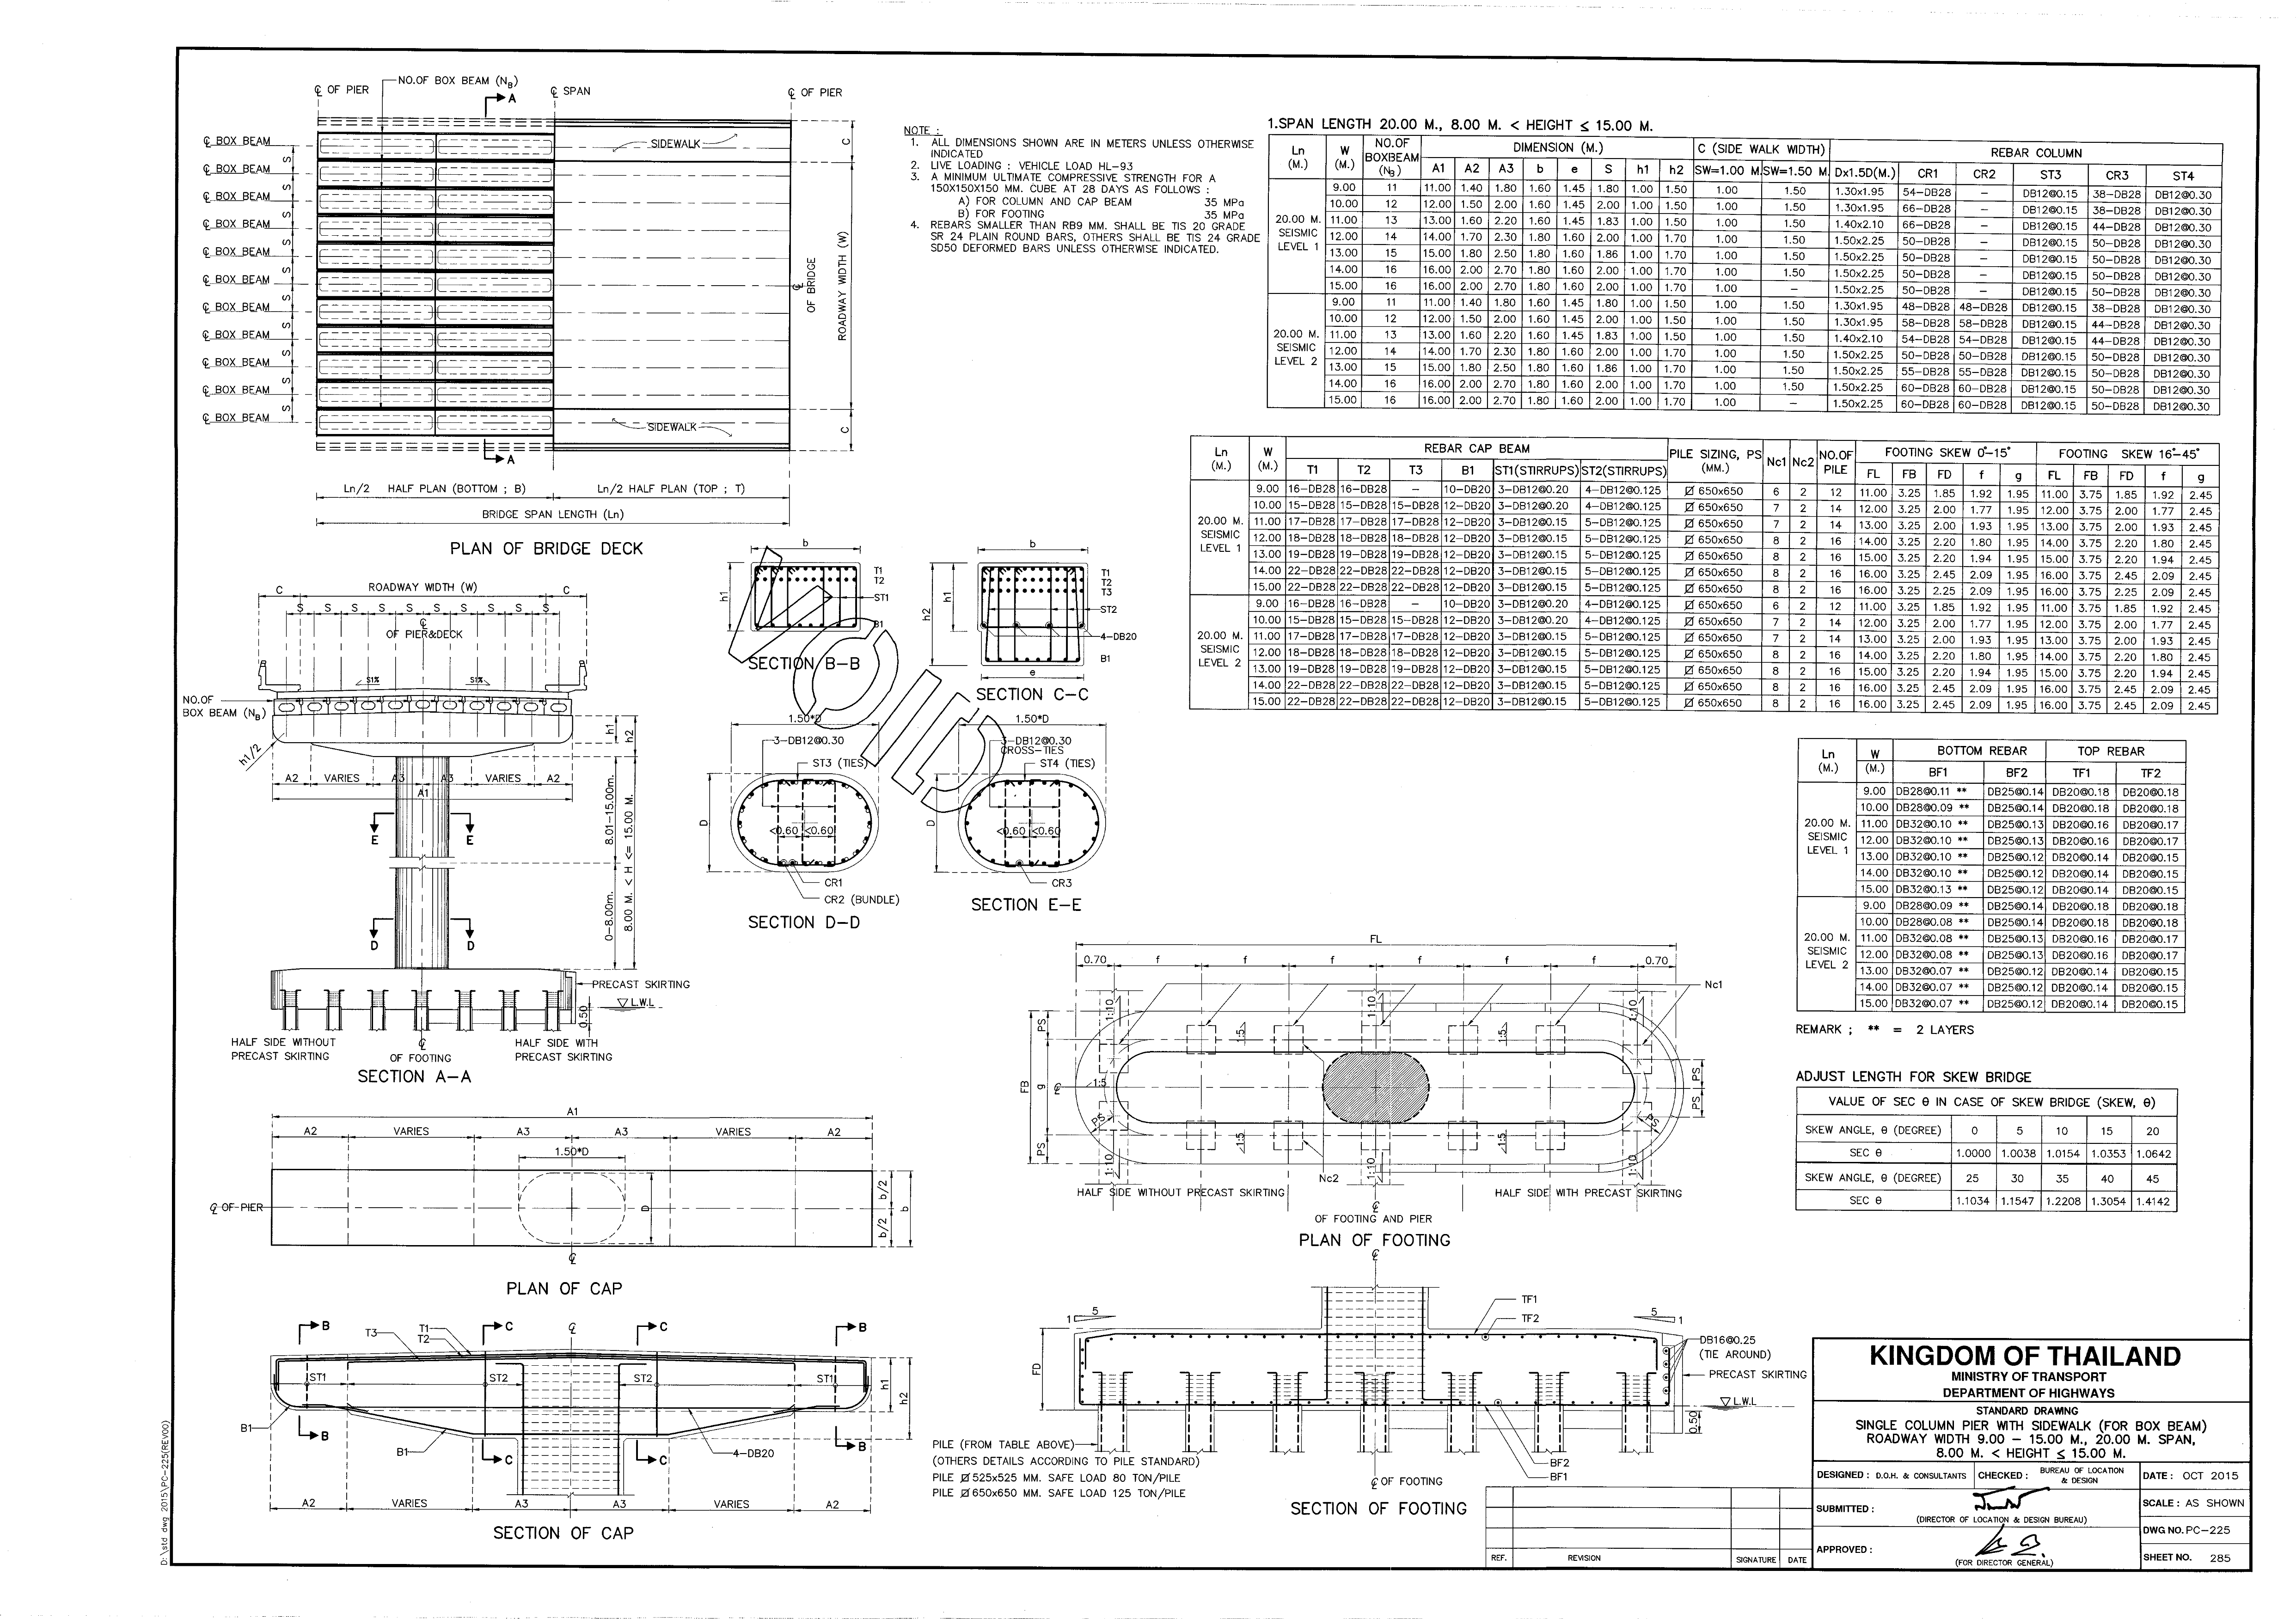 NO.OF BOX BEAM (NB)
℄ OF PIER
℄ SPAN
℄ OF PIER
A
℄ BOX BEAM
℄ BOX BEAM
℄ BOX BEAM
℄ BOX BEAM
℄ BOX BEAM
℄ BOX BEAM
℄ BOX BEAM
℄ BOX BEAM
℄ BOX BEAM
℄ BOX BEAM
℄ BOX BEAM
S
S
S
S
S
S
S
S
S
S
SIDEWALK
SIDEWALK
C
C
℄ OF BRIDGE
ROADWAY WIDTH (W)
A
Ln/2 HALF PLAN (BOTTOM ; B)
Ln/2 HALF PLAN (TOP ; T)
BRIDGE SPAN LENGTH (Ln)
PLAN OF BRIDGE DECK
NOTE :
1. ALL DIMENSIONS SHOWN ARE IN METERS UNLESS OTHERWISE
INDICATED
2. LIVE LOADING : VEHICLE LOAD HL-93
3. A MINIMUM ULTIMATE COMPRESSIVE STRENGTH FOR A
150X150X150 MM. CUBE AT 28 DAYS AS FOLLOWS :
A) FOR COLUMN AND CAP BEAM 35 MPa
B) FOR FOOTING 35 MPa
4. REBARS SMALLER THAN RB9 MM. SHALL BE TIS 20 GRADE
SR 24 PLAIN ROUND BARS, OTHERS SHALL BE TIS 24 GRADE
SD50 DEFORMED BARS UNLESS OTHERWISE INDICATED.
1.SPAN LENGTH 20.00 M., 8.00 M. < HEIGHT ≤ 15.00 M.
Ln (M.) W (M.) NO.OF BOXBEAM (NB) DIMENSION (M.) C (SIDE WALK WIDTH) REBAR COLUMN
A1 A2 A3 b e S h1 h2 SW=1.00 M. SW=1.50 M. Dx1.5D(M.) CR1 CR2 ST3 CR3 ST4
20.00 M. SEISMIC LEVEL 1
9.00 11 11.00 1.40 1.80 1.60 1.45 1.80 1.00 1.50 1.00 1.50 1.30x1.95 54-DB28 – DB12@0.15 38-DB28 DB12@0.30
10.00 12 12.00 1.50 2.00 1.60 1.45 2.00 1.00 1.50 1.00 1.50 1.30x1.95 66-DB28 – DB12@0.15 38-DB28 DB12@0.30
11.00 13 13.00 1.60 2.20 1.60 1.45 1.83 1.00 1.50 1.00 1.50 1.40x2.10 66-DB28 – DB12@0.15 44-DB28 DB12@0.30
12.00 14 14.00 1.70 2.30 1.80 1.60 2.00 1.00 1.70 1.00 1.50 1.50x2.25 50-DB28 – DB12@0.15 50-DB28 DB12@0.30
13.00 15 15.00 1.80 2.50 1.80 1.60 1.86 1.00 1.70 1.00 1.50 1.50x2.25 50-DB28 – DB12@0.15 50-DB28 DB12@0.30
14.00 16 16.00 2.00 2.70 1.80 1.60 2.00 1.00 1.70 1.00 1.50 1.50x2.25 50-DB28 – DB12@0.15 50-DB28 DB12@0.30
15.00 16 16.00 2.00 2.70 1.80 1.60 2.00 1.00 1.70 1.00 – 1.50x2.25 50-DB28 – DB12@0.15 50-DB28 DB12@0.30
20.00 M. SEISMIC LEVEL 2
9.00 11 11.00 1.40 1.80 1.60 1.45 1.80 1.00 1.50 1.00 1.50 1.30x1.95 48-DB28 48-DB28 DB12@0.15 38-DB28 DB12@0.30
10.00 12 12.00 1.50 2.00 1.60 1.45 2.00 1.00 1.50 1.00 1.50 1.30x1.95 58-DB28 58-DB28 DB12@0.15 44-DB28 DB12@0.30
11.00 13 13.00 1.60 2.20 1.60 1.45 1.83 1.00 1.50 1.00 1.50 1.40x2.10 54-DB28 54-DB28 DB12@0.15 44-DB28 DB12@0.30
12.00 14 14.00 1.70 2.30 1.80 1.60 2.00 1.00 1.70 1.00 1.50 1.50x2.25 50-DB28 50-DB28 DB12@0.15 50-DB28 DB12@0.30
13.00 15 15.00 1.80 2.50 1.80 1.60 1.86 1.00 1.70 1.00 1.50 1.50x2.25 55-DB28 55-DB28 DB12@0.15 50-DB28 DB12@0.30
14.00 16 16.00 2.00 2.70 1.80 1.60 2.00 1.00 1.70 1.00 1.50 1.50x2.25 60-DB28 60-DB28 DB12@0.15 50-DB28 DB12@0.30
15.00 16 16.00 2.00 2.70 1.80 1.60 2.00 1.00 1.70 1.00 – 1.50x2.25 60-DB28 60-DB28 DB12@0.15 50-DB28 DB12@0.30
Ln (M.) W (M.) REBAR CAP BEAM PILE SIZING, PS (MM.) Nc1 Nc2 NO.OF PILE FOOTING SKEW 0°-15° FOOTING SKEW 16°-45°
T1 T2 T3 B1 ST1(STIRRUPS) ST2(STIRRUPS) FL FB FD f g FL FB FD f g
20.00 M. SEISMIC LEVEL 1
9.00 16-DB28 16-DB28 – 10-DB20 3-DB12@0.20 4-DB12@0.125 650x650 6 2 12 11.00 3.25 1.85 1.92 1.95 11.00 3.75 1.85 1.92 2.45
10.00 15-DB28 15-DB28 15-DB28 12-DB20 3-DB12@0.20 4-DB12@0.125 650x650 7 2 14 12.00 3.25 2.00 1.77 1.95 12.00 3.75 2.00 1.77 2.45
11.00 17-DB28 17-DB28 17-DB28 12-DB20 3-DB12@0.15 5-DB12@0.125 650x650 7 2 14 13.00 3.25 2.00 1.93 1.95 13.00 3.75 2.00 1.93 2.45
12.00 18-DB28 18-DB28 18-DB28 12-DB20 3-DB12@0.15 5-DB12@0.125 650x650 8 2 16 14.00 3.25 2.20 1.80 1.95 14.00 3.75 2.20 1.80 2.45
13.00 19-DB28 19-DB28 19-DB28 12-DB20 3-DB12@0.15 5-DB12@0.125 650x650 8 2 16 15.00 3.25 2.20 1.94 1.95 15.00 3.75 2.20 1.94 2.45
14.00 22-DB28 22-DB28 22-DB28 12-DB20 3-DB12@0.15 5-DB12@0.125 650x650 8 2 16 16.00 3.25 2.45 2.09 1.95 16.00 3.75 2.45 2.09 2.45
15.00 22-DB28 22-DB28 22-DB28 12-DB20 3-DB12@0.15 5-DB12@0.125 650x650 8 2 16 16.00 3.25 2.25 2.09 1.95 16.00 3.75 2.25 2.09 2.45
20.00 M. SEISMIC LEVEL 2
9.00 16-DB28 16-DB28 – 10-DB20 3-DB12@0.20 4-DB12@0.125 650x650 6 2 12 11.00 3.25 1.85 1.92 1.95 11.00 3.75 1.85 1.92 2.45
10.00 15-DB28 15-DB28 15-DB28 12-DB20 3-DB12@0.20 4-DB12@0.125 650x650 7 2 14 12.00 3.25 2.00 1.77 1.95 12.00 3.75 2.00 1.77 2.45
11.00 17-DB28 17-DB28 17-DB28 12-DB20 3-DB12@0.15 5-DB12@0.125 650x650 7 2 14 13.00 3.25 2.00 1.93 1.95 13.00 3.75 2.00 1.93 2.45
12.00 18-DB28 18-DB28 18-DB28 12-DB20 3-DB12@0.15 5-DB12@0.125 650x650 8 2 16 14.00 3.25 2.20 1.80 1.95 14.00 3.75 2.20 1.80 2.45
13.00 19-DB28 19-DB28 19-DB28 12-DB20 3-DB12@0.15 5-DB12@0.125 650x650 8 2 16 15.00 3.25 2.20 1.94 1.95 15.00 3.75 2.20 1.94 2.45
14.00 22-DB28 22-DB28 22-DB28 12-DB20 3-DB12@0.15 5-DB12@0.125 650x650 8 2 16 16.00 3.25 2.45 2.09 1.95 16.00 3.75 2.45 2.09 2.45
15.00 22-DB28 22-DB28 22-DB28 12-DB20 3-DB12@0.15 5-DB12@0.125 650x650 8 2 16 16.00 3.25 2.45 2.09 1.95 16.00 3.75 2.45 2.09 2.45
ROADWAY WIDTH (W)
C
C
S S S S S S S S S S
℄
OF PIER&DECK
S1%
S1%
NO.OF
BOX BEAM (NB)
h1/2
h1
h2
A2 VARIES A3 A3 VARIES A2
A1
E
E
D
D
8.01-15.00m.
0-8.00m.
8.00 M. < H <= 15.00 M.
PRECAST SKIRTING
L.W.L
0.50
HALF SIDE WITHOUT
PRECAST SKIRTING
℄
OF FOOTING
HALF SIDE WITH
PRECAST SKIRTING
SECTION A-A
b
h1
T1
T2
ST1
B1
SECTION B-B
b
h2
h1
T1
T2
T3
ST2
4-DB20
B1
e
SECTION C-C
VOID
1.50*D
3-DB12@0.30
ST3 (TIES)
D
<0.60 <0.60
CR1
CR2 (BUNDLE)
SECTION D-D
1.50*D
3-DB12@0.30
CROSS-TIES
ST4 (TIES)
D
<0.60 <0.60
CR3
SECTION E-E
Ln (M.) W (M.) BOTTOM REBAR TOP REBAR
BF1 BF2 TF1 TF2
20.00 M. SEISMIC LEVEL 1
9.00 DB28@0.11 ** DB25@0.14 DB20@0.18 DB20@0.18
10.00 DB28@0.09 ** DB25@0.14 DB20@0.18 DB20@0.18
11.00 DB32@0.10 ** DB25@0.13 DB20@0.16 DB20@0.17
12.00 DB32@0.10 ** DB25@0.13 DB20@0.16 DB20@0.17
13.00 DB32@0.10 ** DB25@0.12 DB20@0.14 DB20@0.15
14.00 DB32@0.10 ** DB25@0.12 DB20@0.14 DB20@0.15
15.00 DB32@0.13 ** DB25@0.12 DB20@0.14 DB20@0.15
20.00 M. SEISMIC LEVEL 2
9.00 DB28@0.09 ** DB25@0.14 DB20@0.18 DB20@0.18
10.00 DB28@0.08 ** DB25@0.14 DB20@0.18 DB20@0.18
11.00 DB32@0.08 ** DB25@0.13 DB20@0.16 DB20@0.17
12.00 DB32@0.08 ** DB25@0.13 DB20@0.16 DB20@0.17
13.00 DB32@0.07 ** DB25@0.12 DB20@0.14 DB20@0.15
14.00 DB32@0.07 ** DB25@0.12 DB20@0.14 DB20@0.15
15.00 DB32@0.07 ** DB25@0.12 DB20@0.14 DB20@0.15
REMARK ; ** = 2 LAYERS
ADJUST LENGTH FOR SKEW BRIDGE
VALUE OF SEC θ IN CASE OF SKEW BRIDGE (SKEW, θ)
SKEW ANGLE, θ (DEGREE) 0 5 10 15 20
SEC θ 1.0000 1.0038 1.0154 1.0353 1.0642
SKEW ANGLE, θ (DEGREE) 25 30 35 40 45
SEC θ 1.1034 1.1547 1.2208 1.3054 1.4142
FL
0.70 f f f f f f 0.70
Nc1
1:10
1:10
1:10
PS
1:5
1:5
FB
g
℄
1:5
PS
PS
PS
PS
PS
1:5
1:5
1:10
1:10
1:10
Nc2
HALF SIDE WITHOUT PRECAST SKIRTING
HALF SIDE WITH PRECAST SKIRTING
℄
OF FOOTING AND PIER
PLAN OF FOOTING
A1
A2 VARIES A3 A3 VARIES A2
1.50*D
℄ OF PIER
D
b/2
b/2
b
℄
PLAN OF CAP
B
C
℄
C
B
T3
T1
T2
ST1
ST2
ST2
ST1
h1
h2
B1
B1
B
C
C
B
4-DB20
A2 VARIES A3 A3 VARIES A2
SECTION OF CAP
℄
5
1
TF1
TF2
5
1
DB16@0.25
(TIE AROUND)
PRECAST SKIRTING
FD
L.W.L
0.50
PILE (FROM TABLE ABOVE)
(OTHERS DETAILS ACCORDING TO PILE STANDARD)
PILE 525x525 MM. SAFE LOAD 80 TON/PILE
PILE 650x650 MM. SAFE LOAD 125 TON/PILE
BF2
BF1
℄ OF FOOTING
SECTION OF FOOTING
REF. REVISION SIGNATURE DATE
KINGDOM OF THAILAND
MINISTRY OF TRANSPORT
DEPARTMENT OF HIGHWAYS
STANDARD DRAWING
SINGLE COLUMN PIER WITH SIDEWALK (FOR BOX BEAM)
ROADWAY WIDTH 9.00 – 15.00 M., 20.00 M. SPAN,
8.00 M. < HEIGHT ≤ 15.00 M.
DESIGNED : D.O.H. & CONSULTANTS
CHECKED : BUREAU OF LOCATION & DESIGN
DATE : OCT 2015
SUBMITTED :
(DIRECTOR OF LOCATION & DESIGN BUREAU)
SCALE : AS SHOWN
DWG NO. PC-225
APPROVED :
(FOR DIRECTOR GENERAL)
SHEET NO. 285
D:\std dwg 2015\PC-225(REV00)